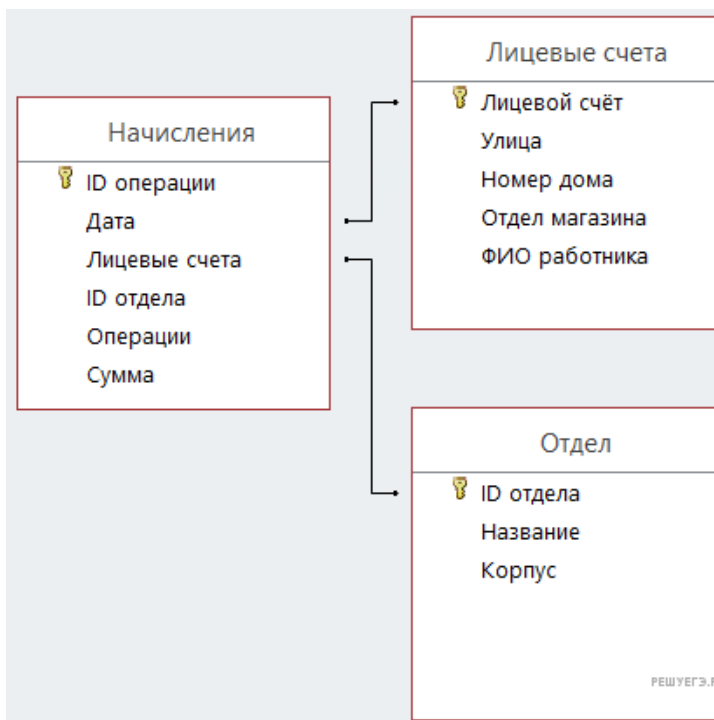 Начисления
ID операции
Дата
Лицевые счета
ID отдела
Операции
Сумма
Лицевые счета
Лицевой счёт
Улица
Номер дома
Отдел магазина
ФИО работника
Отдел
ID отдела
Название
Корпус
РЕШУЕГЭ.